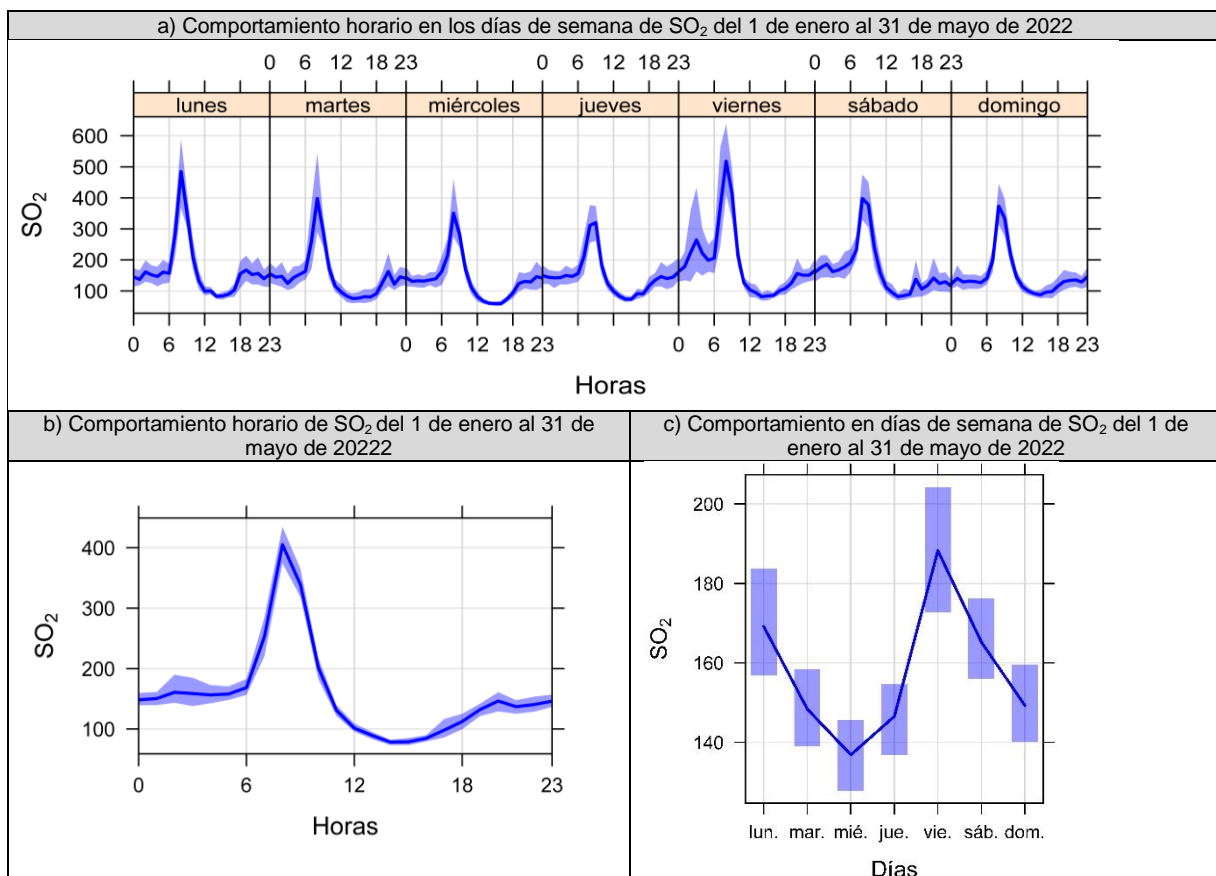 a) Comportamiento horario en los días de semana de SO₂ del 1 de enero al 31 de mayo de 2022
0 6 12 18 23 0 6 12 18 23 0 6 12 18 23
lunes martes miércoles jueves viernes sábado domingo
600
500
400
300
200
100
SO₂
0 6 12 18 23 0 6 12 18 23 0 6 12 18 23 0 6 12 18 23
Horas
b) Comportamiento horario de SO₂ del 1 de enero al 31 de
mayo de 20222
400
300
200
100
SO₂
0 6 12 18 23
Horas
c) Comportamiento en días de semana de SO₂ del 1 de
enero al 31 de mayo de 2022
200
180
160
140
SO₂
lun. mar. mié. jue. vie. sáb. dom.
Días